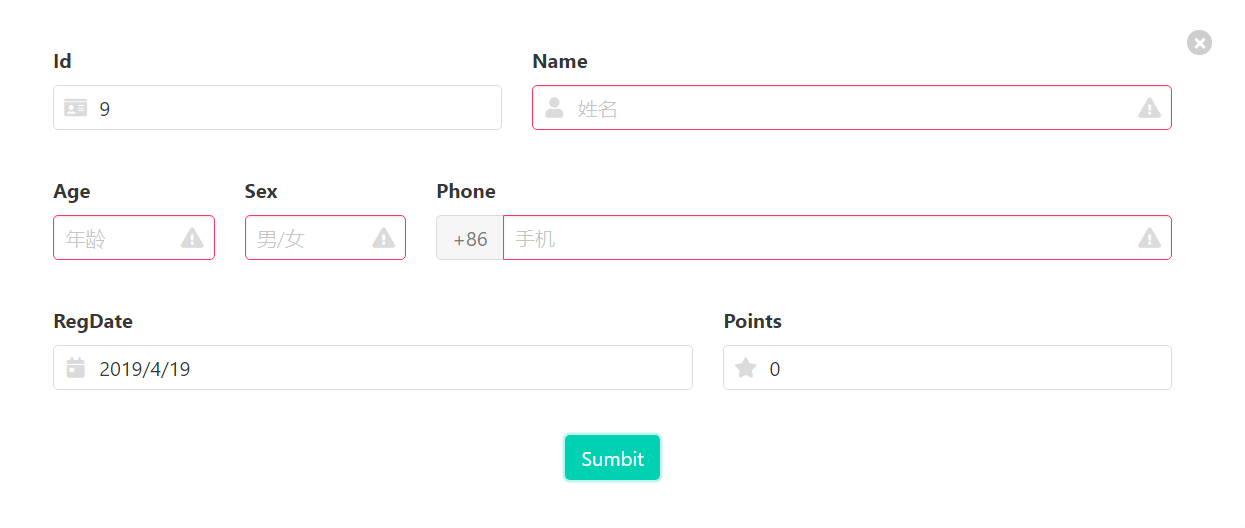 Id
Name
9
姓名
Age
Sex
Phone
年龄
男/女
+86
手机
RegDate
Points
2019/4/19
0
Sumbit